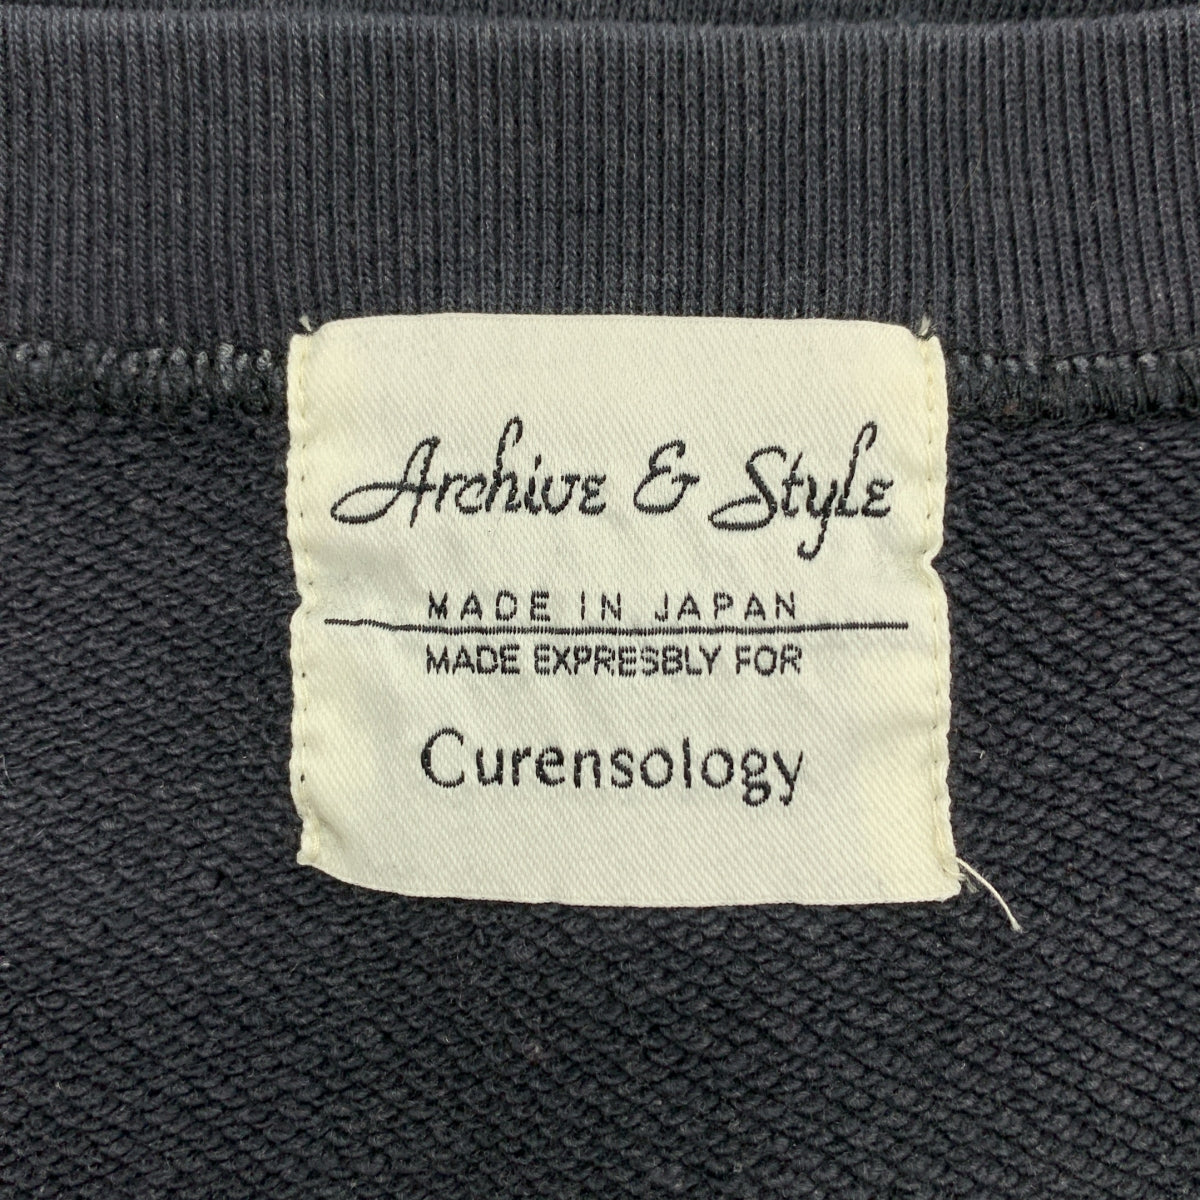 Archive & Style
MADE IN JAPAN
MADE EXPRESBLY FOR
Curensology